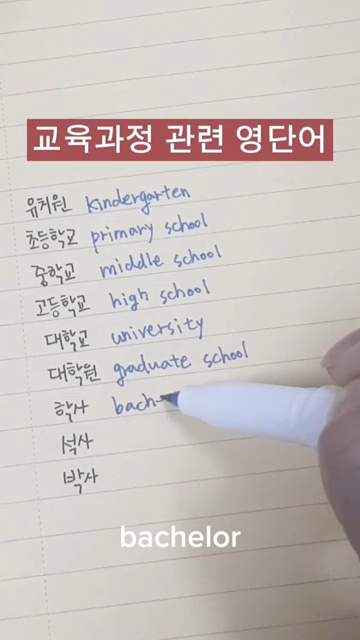 교육과정 관련 영단어
유치원 kindergarten
초등학교 primary school
중학교 middle school
고등학교 high school
대학교 university
대학원 graduate school
학사 bach
석사
박사
bachelor